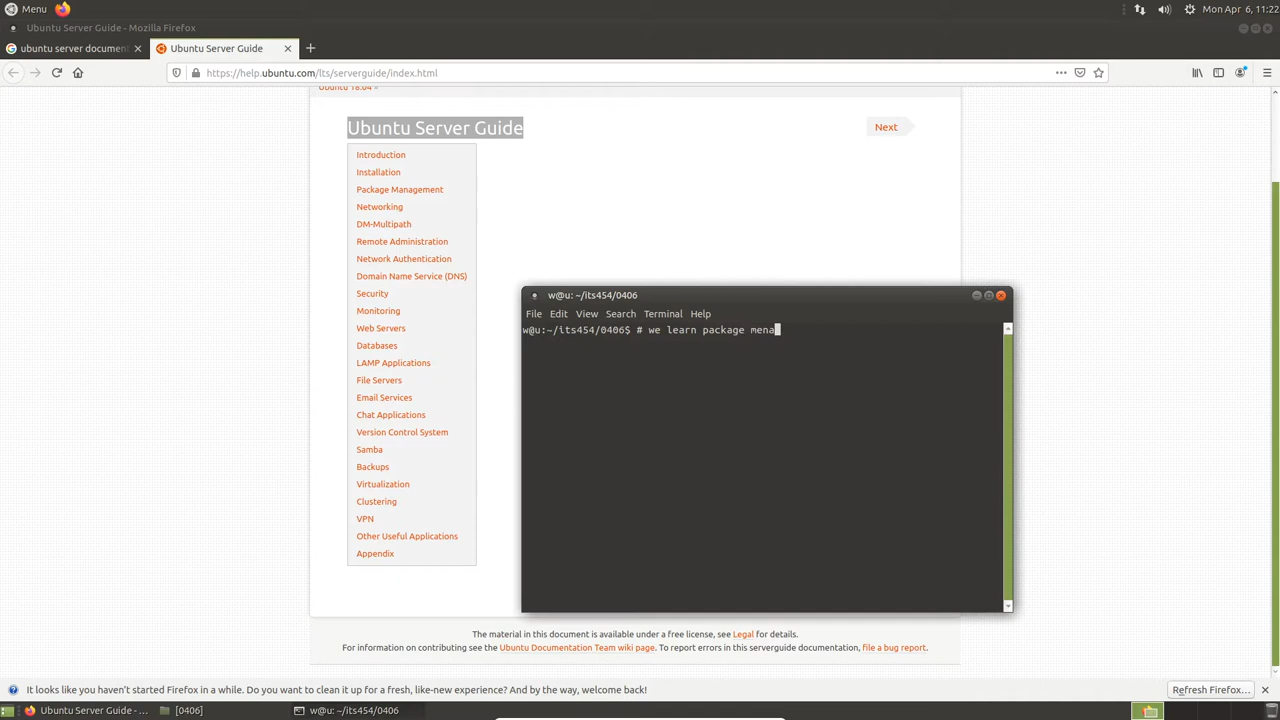 Menu
Mon Apr 6, 11:22
Ubuntu Server Guide - Mozilla Firefox
ubuntu server document
Ubuntu Server Guide
https://help.ubuntu.com/lts/serverguide/index.html
Ubuntu 18.04 »
Ubuntu Server Guide
Next
Introduction
Installation
Package Management
Networking
DM-Multipath
Remote Administration
Network Authentication
Domain Name Service (DNS)
Security
Monitoring
Web Servers
Databases
LAMP Applications
File Servers
Email Services
Chat Applications
Version Control System
Samba
Backups
Virtualization
Clustering
VPN
Other Useful Applications
Appendix
w@u: ~/its454/0406
File Edit View Search Terminal Help
w@u:~/its454/0406$ # we learn package mena
The material in this document is available under a free license, see Legal for details.
For information on contributing see the Ubuntu Documentation Team wiki page. To report errors in this serverguide documentation, file a bug report.
It looks like you haven't started Firefox in a while. Do you want to clean it up for a fresh, like-new experience? And by the way, welcome back!
Refresh Firefox…
Ubuntu Server Guide - ...
[0406]
w@u: ~/its454/0406